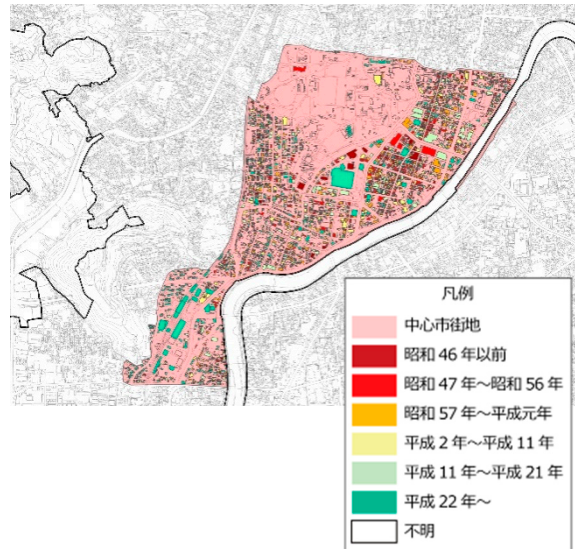 凡例
中心市街地
昭和 46 年以前
昭和 47 年～昭和 56 年
昭和 57 年～平成元年
平成 2 年～平成 11 年
平成 11 年～平成 21 年
平成 22 年～
不明